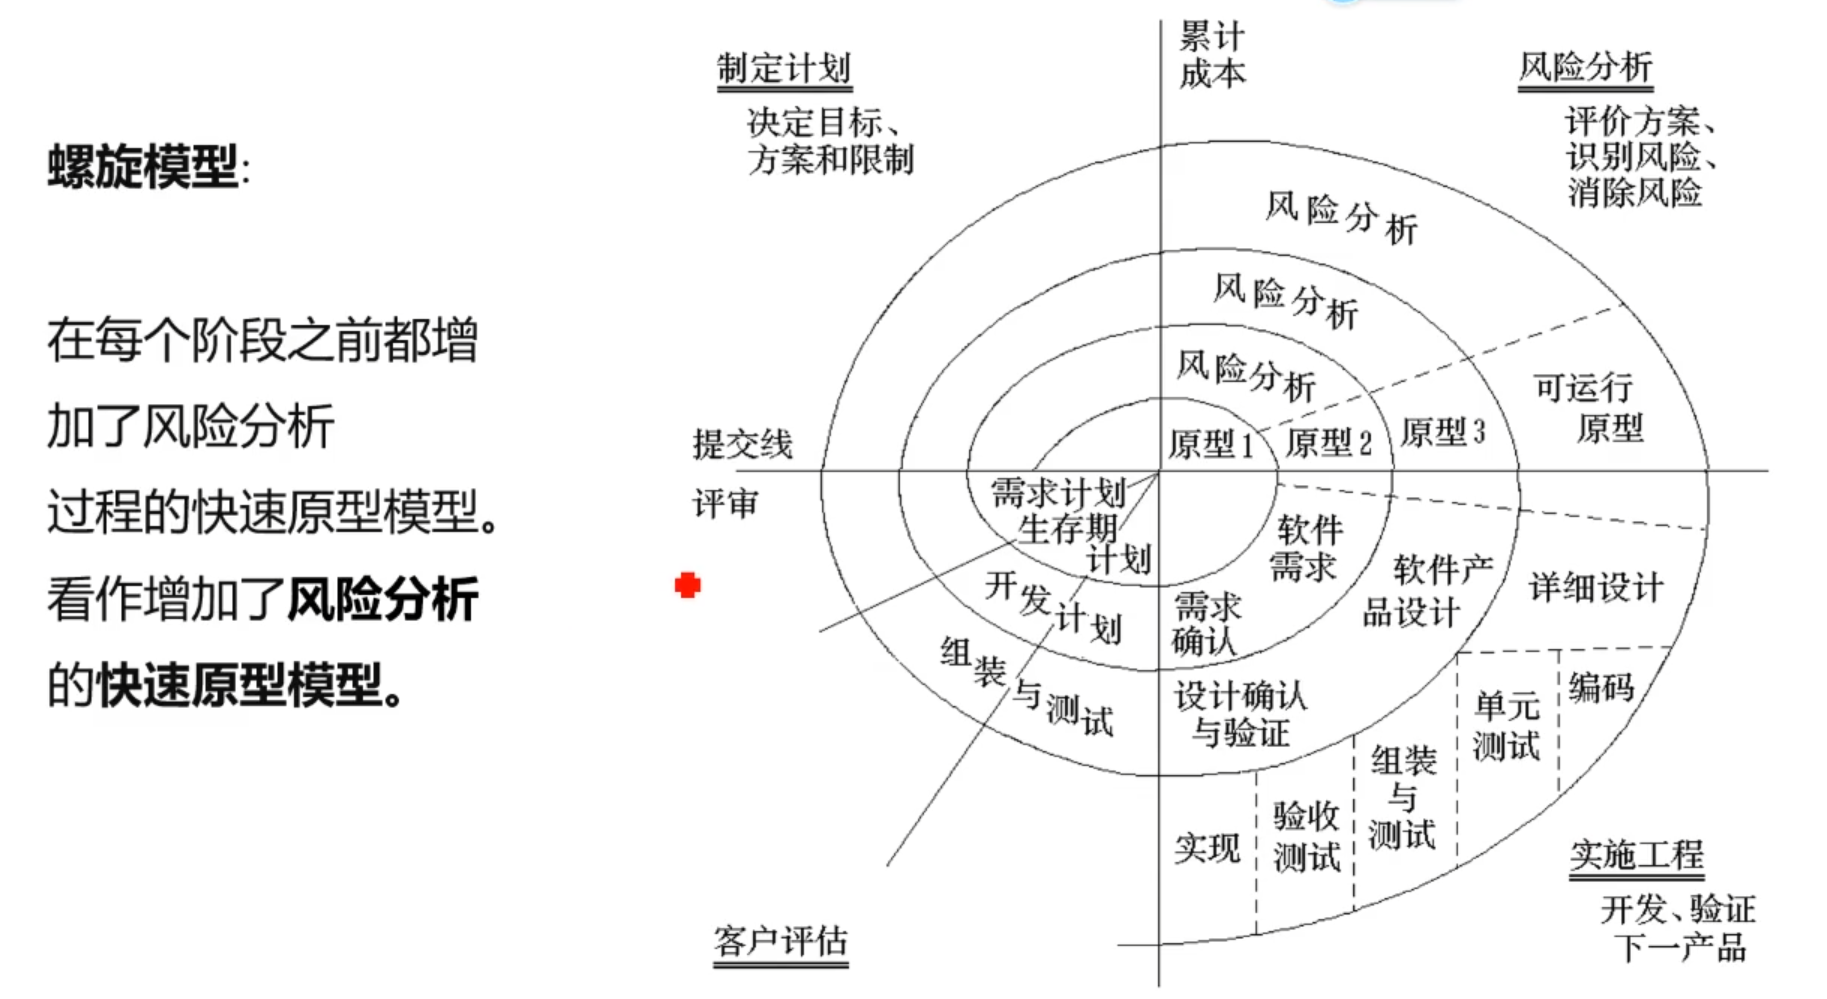 螺旋模型:
在每个阶段之前都增
加了风险分析
过程的快速原型模型。
看作增加了风险分析
的快速原型模型。
制定计划
决定目标、
方案和限制
累计
成本
风险分析
评价方案、
识别风险、
消除风险
风险分析
风险分析
风险分析
可运行
原型
提交线
原型1
原型2
原型3
评审
需求计划
生存期
计划
开发计划
组装与测试
软件
需求
需求
确认
软件产
品设计
详细设计
设计确认
与验证
编码
单元
测试
组装
与
测试
验收
测试
实现
实施工程
开发、验证
下一产品
客户评估